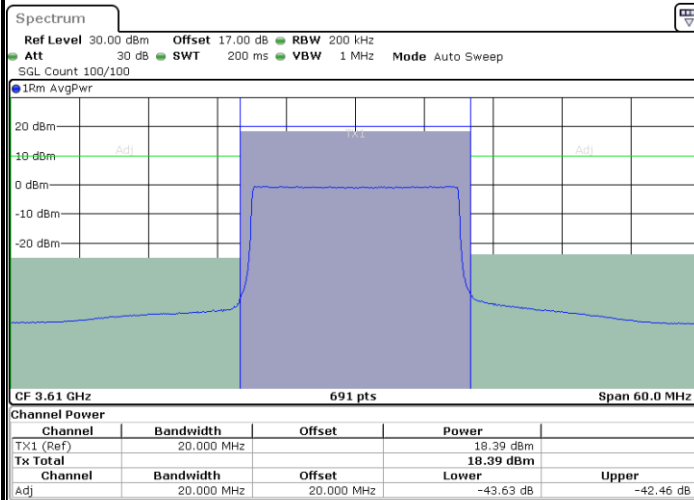 Spectrum
Ref Level 30.00 dBm Offset 17.00 dB RBW 200 kHz
Att 30 dB SWT 200 ms VBW 1 MHz Mode Auto Sweep
SGL Count 100/100
1Rm AvgPwr
Tx1
20 dBm
Adj Adj
10 dBm
0 dBm
-10 dBm
-20 dBm
CF 3.61 GHz 691 pts Span 60.0 MHz
Channel Power
Channel Bandwidth Offset Power
TX1 (Ref) 20.000 MHz 18.39 dBm
Tx Total 18.39 dBm
Channel Bandwidth Offset Lower Upper
Adj 20.000 MHz 20.000 MHz -43.63 dB -42.46 dB